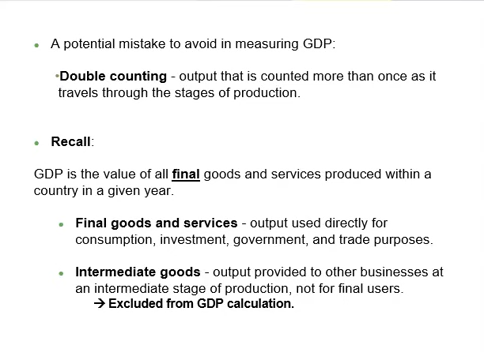 • A potential mistake to avoid in measuring GDP:
•Double counting - output that is counted more than once as it
travels through the stages of production.
• Recall:
GDP is the value of all final goods and services produced within a
country in a given year.
• Final goods and services - output used directly for
consumption, investment, government, and trade purposes.
• Intermediate goods - output provided to other businesses at
an intermediate stage of production, not for final users.
→ Excluded from GDP calculation.